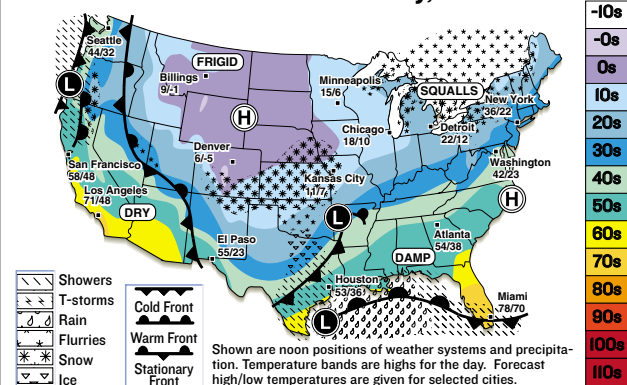 Seattle
44/32
FRIGID
Billings
9/-1
H
L
Minneapolis
15/6
SQUALLS
New York
36/22
Chicago
18/10
Detroit
22/12
Denver
6/-5
San Francisco
58/48
Kansas City
11/7
Washington
42/23
Los Angeles
71/48
DRY
H
L
El Paso
55/23
Atlanta
54/38
DAMP
Houston
53/36
L
Miami
78/70
Showers
T-storms
Rain
Flurries
Snow
Ice
Cold Front
Warm Front
Stationary
Front
Shown are noon positions of weather systems and precipita-
tion. Temperature bands are highs for the day. Forecast
high/low temperatures are given for selected cities.
-10s
-0s
0s
10s
20s
30s
40s
50s
60s
70s
80s
90s
100s
110s